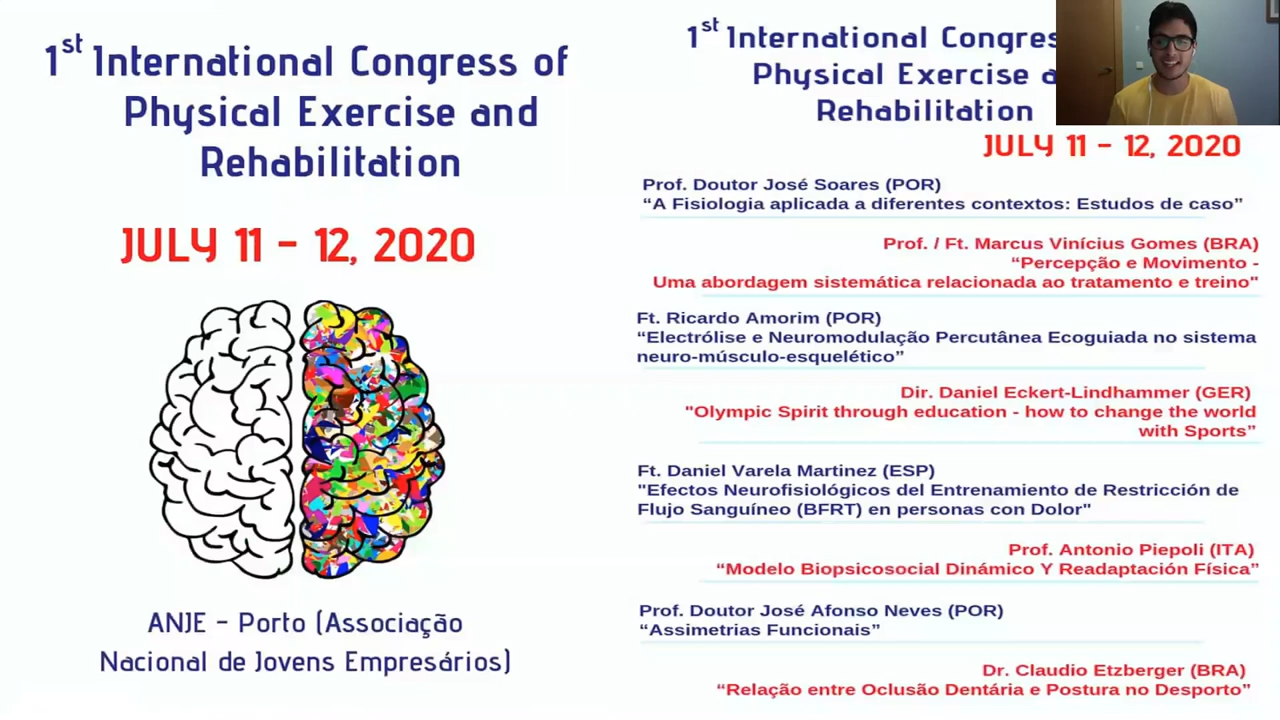 1st International Congress of
Physical Exercise and
Rehabilitation
JULY 11 - 12, 2020
ANJE - Porto (Associação
Nacional de Jovens Empresários)
1st International Congres
Physical Exercise a
Rehabilitation
JULY 11 - 12, 2020
Prof. Doutor José Soares (POR)
“A Fisiologia aplicada a diferentes contextos: Estudos de caso”
Prof. / Ft. Marcus Vinícius Gomes (BRA)
“Percepção e Movimento -
Uma abordagem sistemática relacionada ao tratamento e treino"
Ft. Ricardo Amorim (POR)
“Electrólise e Neuromodulação Percutânea Ecoguiada no sistema
neuro-músculo-esquelético”
Dir. Daniel Eckert-Lindhammer (GER)
"Olympic Spirit through education - how to change the world
with Sports”
Ft. Daniel Varela Martinez (ESP)
"Efectos Neurofisiológicos del Entrenamiento de Restricción de
Flujo Sanguíneo (BFRT) en personas con Dolor"
Prof. Antonio Piepoli (ITA)
“Modelo Biopsicosocial Dinámico Y Readaptación Física”
Prof. Doutor José Afonso Neves (POR)
“Assimetrias Funcionais”
Dr. Claudio Etzberger (BRA)
“Relação entre Oclusão Dentária e Postura no Desporto”